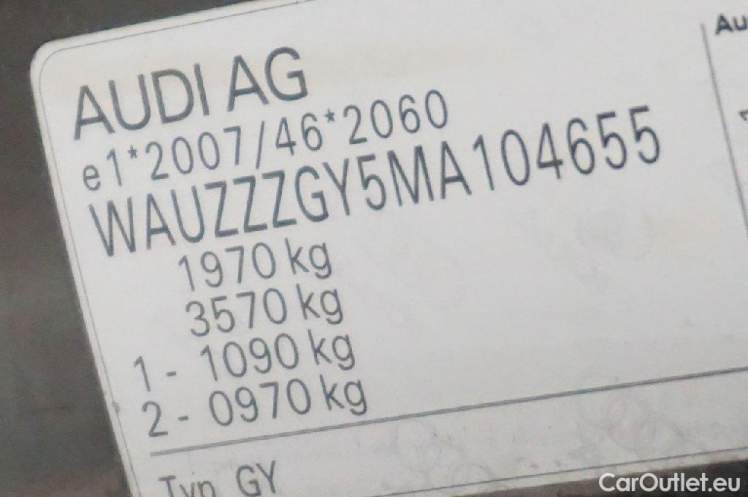 AUDI AG
e1*2007/46*2060
WAUZZZGY5MA104655
1970 kg
3570 kg
1 - 1090 kg
2 - 0970 kg
Typ GY
Au
CarOutlet.eu